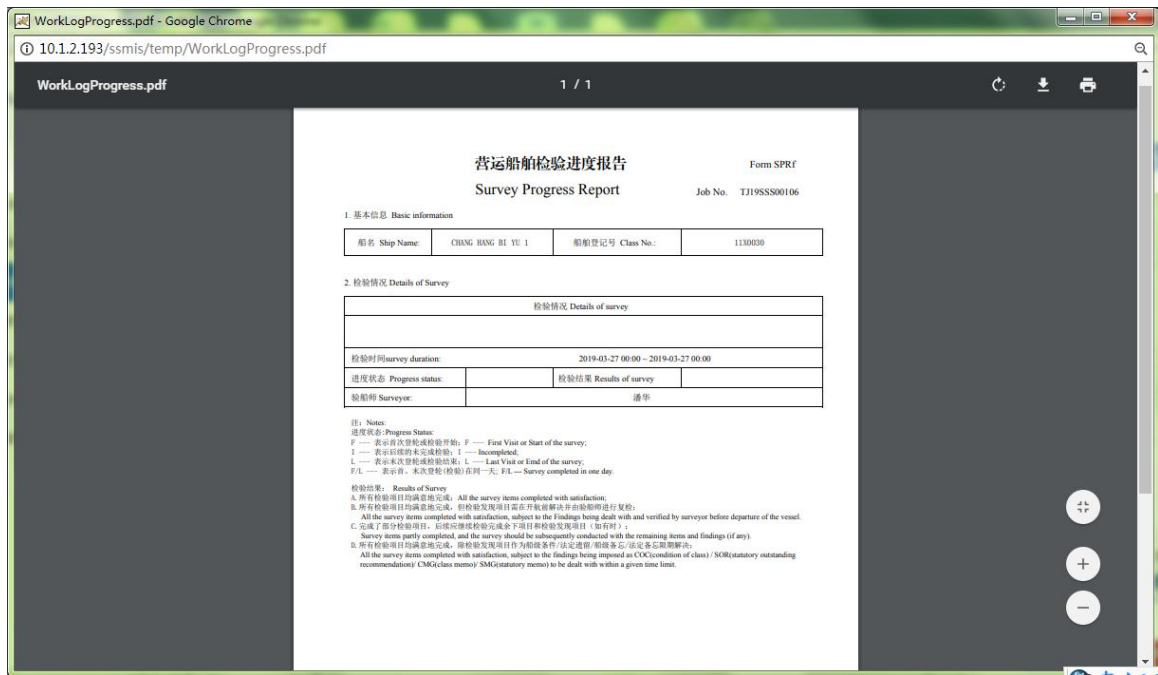 WorkLogProgress.pdf - Google Chrome
10.1.2.193/ssmis/temp/WorkLogProgress.pdf
WorkLogProgress.pdf 1 / 1
营运船舶检验进度报告 Form SPRf
Survey Progress Report Job No. TJ19SSS00106
1. 基本信息 Basic information
船名 Ship Name: CHANG HANG BI YU 1 船舶登记号 Class No.: 11X0030
2. 检验情况 Details of Survey
检验情况 Details of survey
检验时间survey duration: 2019-03-27 00:00 ~ 2019-03-27 00:00
进度状态 Progress status: 检验结果 Results of survey
验船师 Surveyor: 潘华
注: Notes:
进度状态:Progress Status:
F --- 表示首次登轮或检验开始; F --- First Visit or Start of the survey;
I --- 表示后续的未完成检验; I --- Incompleted;
L --- 表示末次登轮或检验结束; L --- Last Visit or Emd of the survey;
F/L --- 表示首、末次登轮(检验)在同一天; F/L --- Survey completed in one day.
检验结果: Results of Survey
A. 所有检验项目均满意地完成; All the survey items completed with satisfaction;
B. 所有检验项目均满意地完成, 但检验发现项目需在开航前解决并由验船师进行复检;
All the survey items completed with satisfaction, subject to the Findings being dealt with and verified by surveyor before departure of the vessel.
C. 完成了部分检验项目, 后续应继续检验完成余下项目和检验发现项目 (如有时) ;
Survey items partly completed, and the survey should be subsequently conducted with the remaining items and findings (if any).
D. 所有检验项目均满意地完成, 除检验发现项目作为船级条件/法定遗留/船级备忘/法定备忘限期解决;
All the survey items completed with satisfaction, subject to the findings being imposed as COC(condition of class) / SOR(statutory outstanding
recommendation)/ CMG(class memo)/ SMG(statutory memo) to be dealt with within a given time limit.